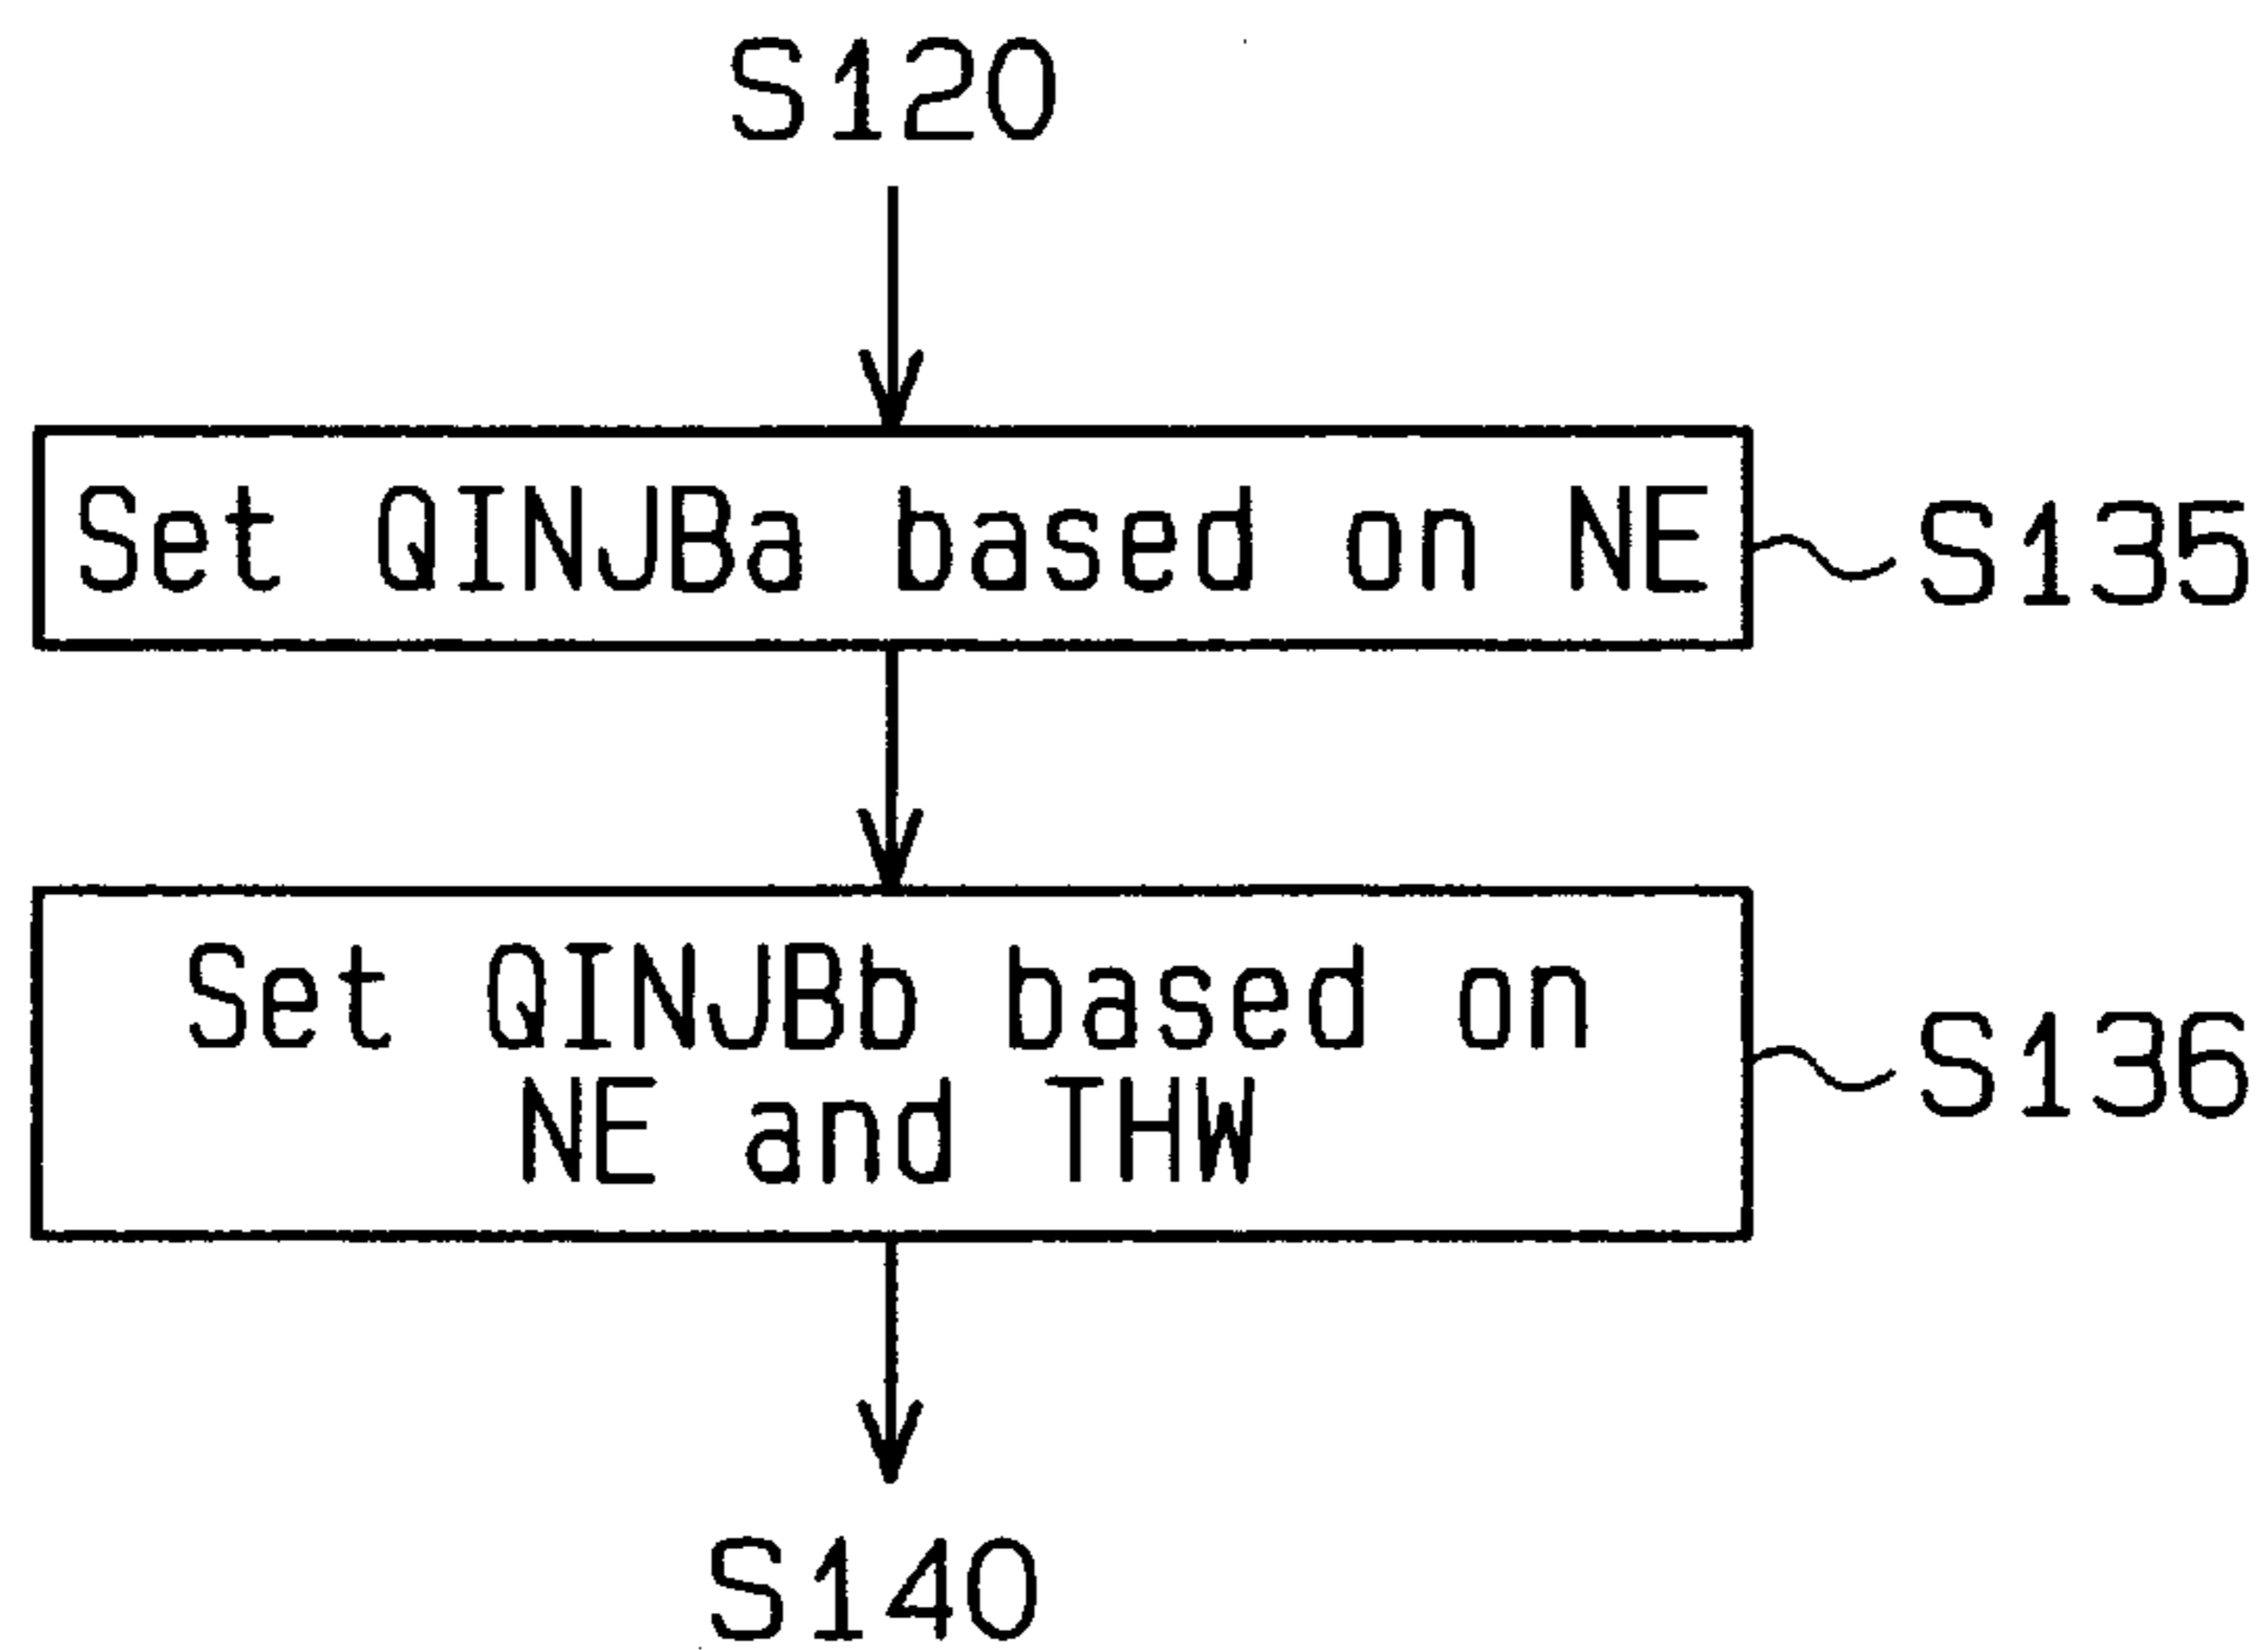 S120
Set QINJBa based on NE
S135
Set QINJBb based on
NE and THW
S136
S140